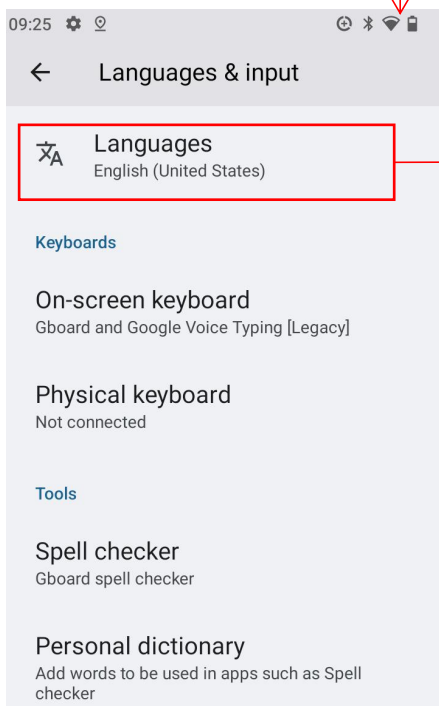 09:25
Languages & input
Languages
English (United States)
Keyboards
On-screen keyboard
Gboard and Google Voice Typing [Legacy]
Physical keyboard
Not connected
Tools
Spell checker
Gboard spell checker
Personal dictionary
Add words to be used in apps such as Spell
checker